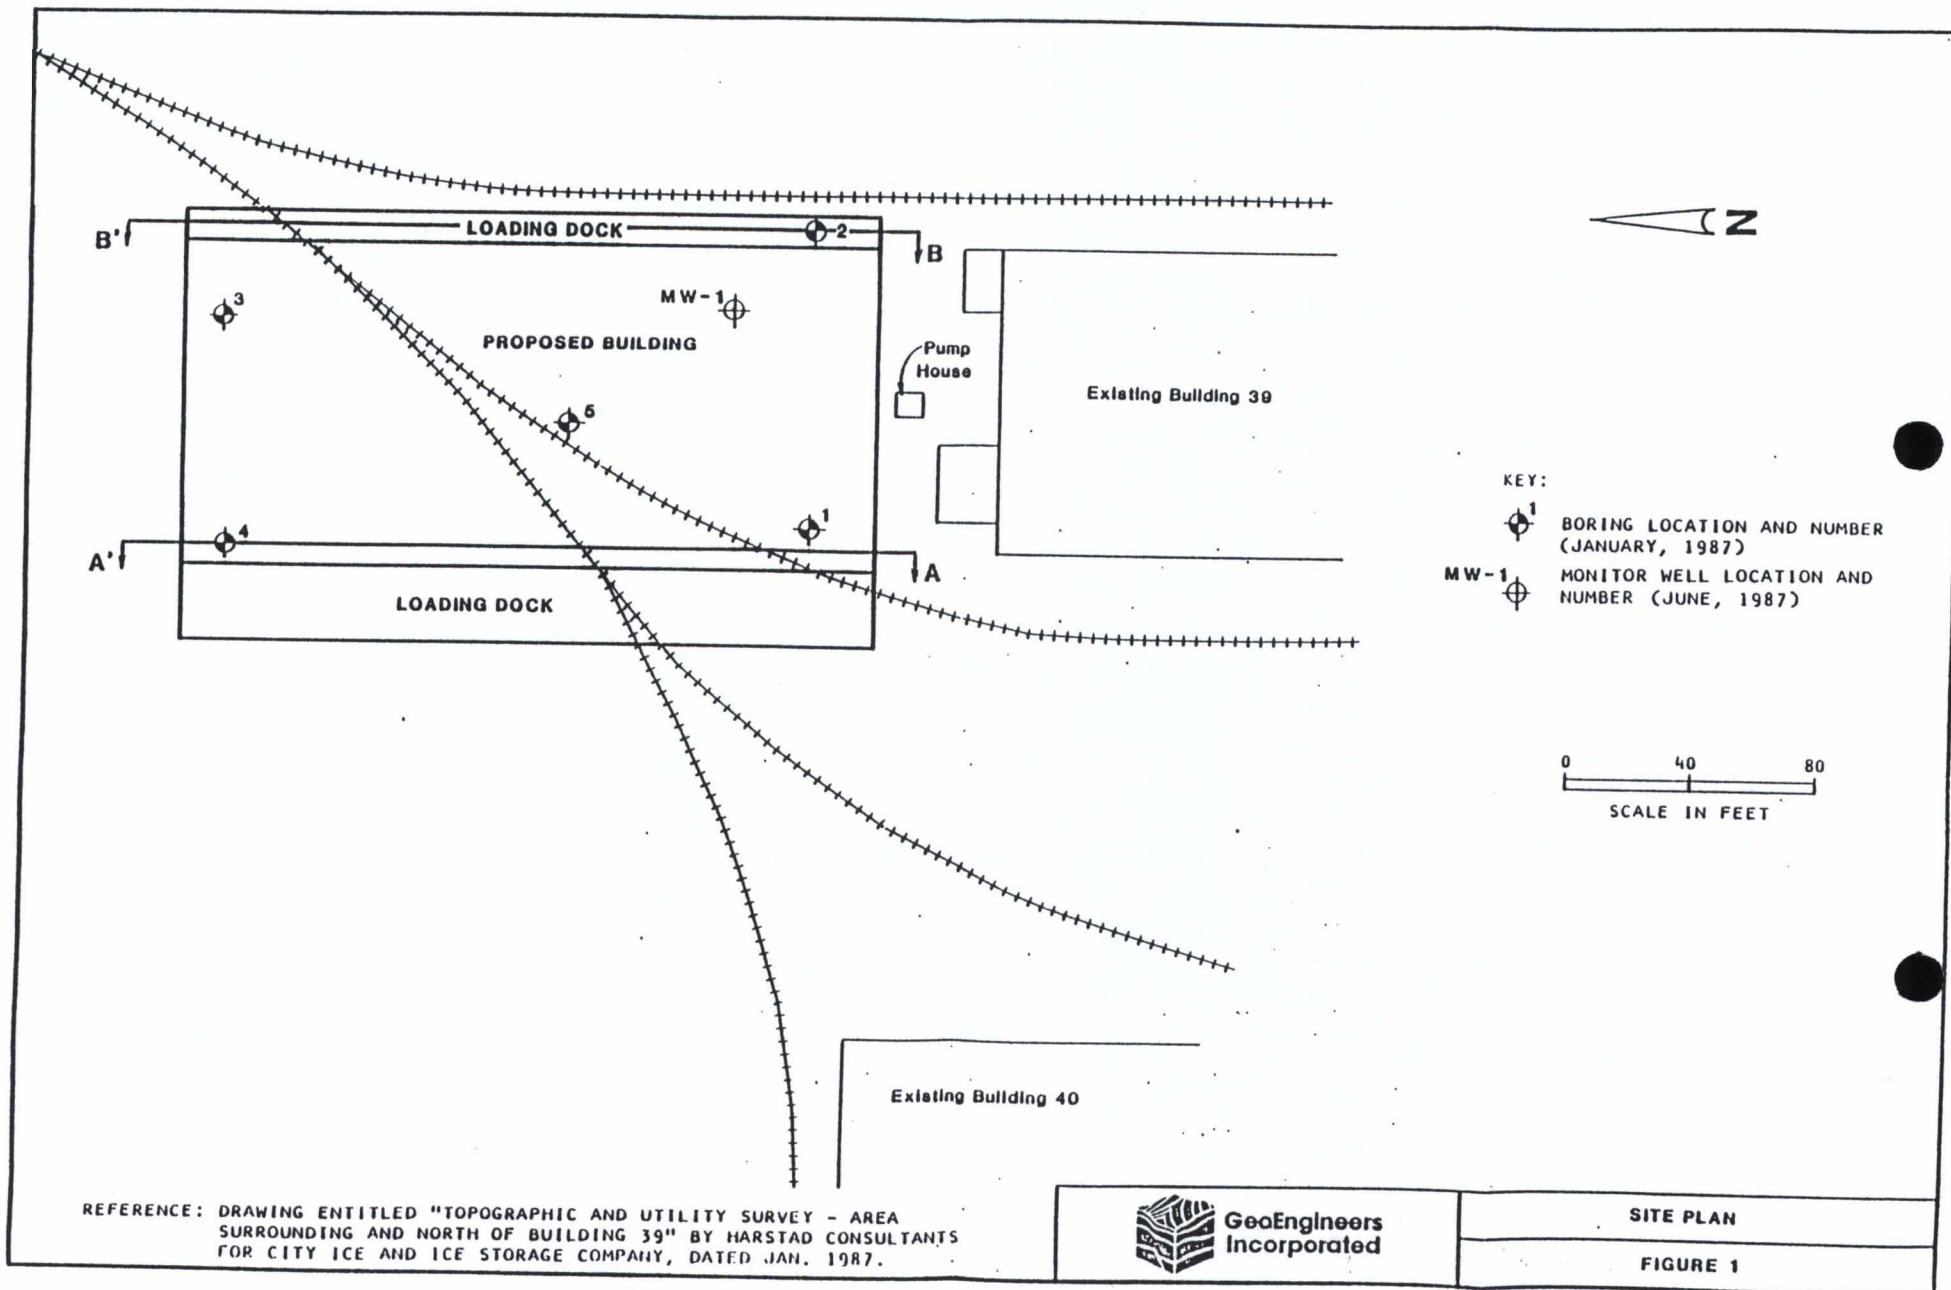 B'
LOADING DOCK
2
B
N
3
MW-1
PROPOSED BUILDING
Pump
House
Existing Building 39
5
KEY:
1
BORING LOCATION AND NUMBER
(JANUARY, 1987)
MW-1
MONITOR WELL LOCATION AND
NUMBER (JUNE, 1987)
4
1
A'
A
LOADING DOCK
0 40 80
SCALE IN FEET
Existing Building 40
REFERENCE: DRAWING ENTITLED "TOPOGRAPHIC AND UTILITY SURVEY - AREA
SURROUNDING AND NORTH OF BUILDING 39" BY HARSTAD CONSULTANTS
FOR CITY ICE AND ICE STORAGE COMPANY, DATED JAN. 1987.
GeoEngineers
Incorporated
SITE PLAN
FIGURE 1